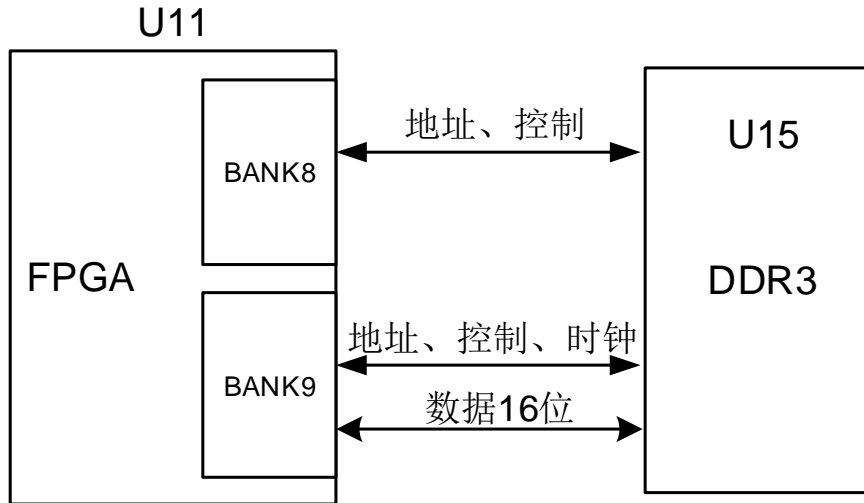 U11
地址、控制
U15
BANK8
FPGA
DDR3
地址、控制、时钟
BANK9
数据16位